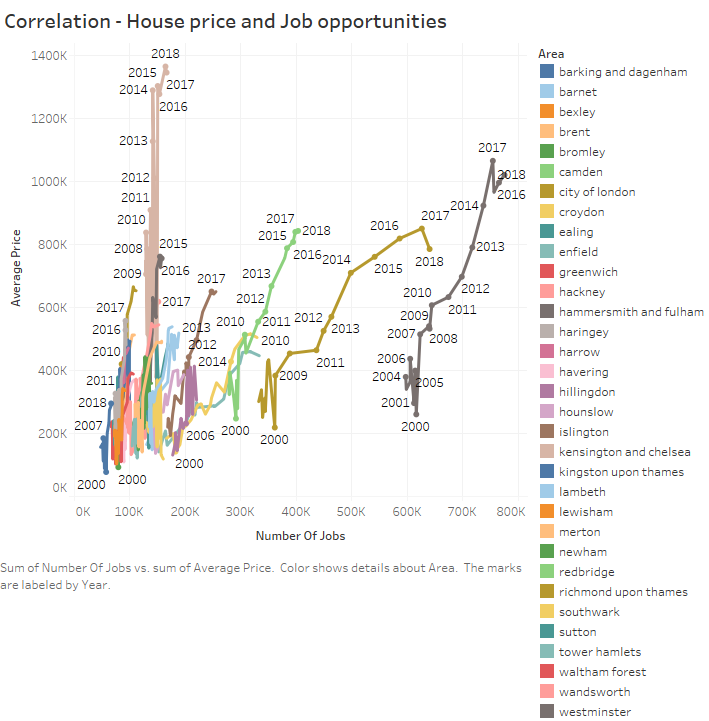 Correlation - House price and Job opportunities
1400K
1200K
1000K
800K
600K
400K
200K
0K
Average Price
2018
2015
2017
2014
2016
2013
2012
2011
2010
2008
2015
2009
2016
2017
2017
2017
2016
2013
2010
2012
2014
2011
2018
2007
2006
2000
2000
2000
2017
2018
2015
2016
2013
2012
2010
2011
2010
2009
2000
2000
2014
2016
2017
2015
2018
2012
2013
2011
2017
2018
2016
2014
2013
2012
2010
2011
2009
2007
2008
2006
2004
2005
2001
2000
0K
100K
200K
300K
400K
500K
600K
700K
800K
Number Of Jobs
Sum of Number Of Jobs vs. sum of Average Price. Color shows details about Area. The marks
are labeled by Year.
Area
barking and dagenham
barnet
bexley
brent
bromley
camden
city of london
croydon
ealing
enfield
greenwich
hackney
hammersmith and fulham
haringey
harrow
havering
hillingdon
hounslow
islington
kensington and chelsea
kingston upon thames
lambeth
lewisham
merton
newham
redbridge
richmond upon thames
southwark
sutton
tower hamlets
waltham forest
wandsworth
westminster